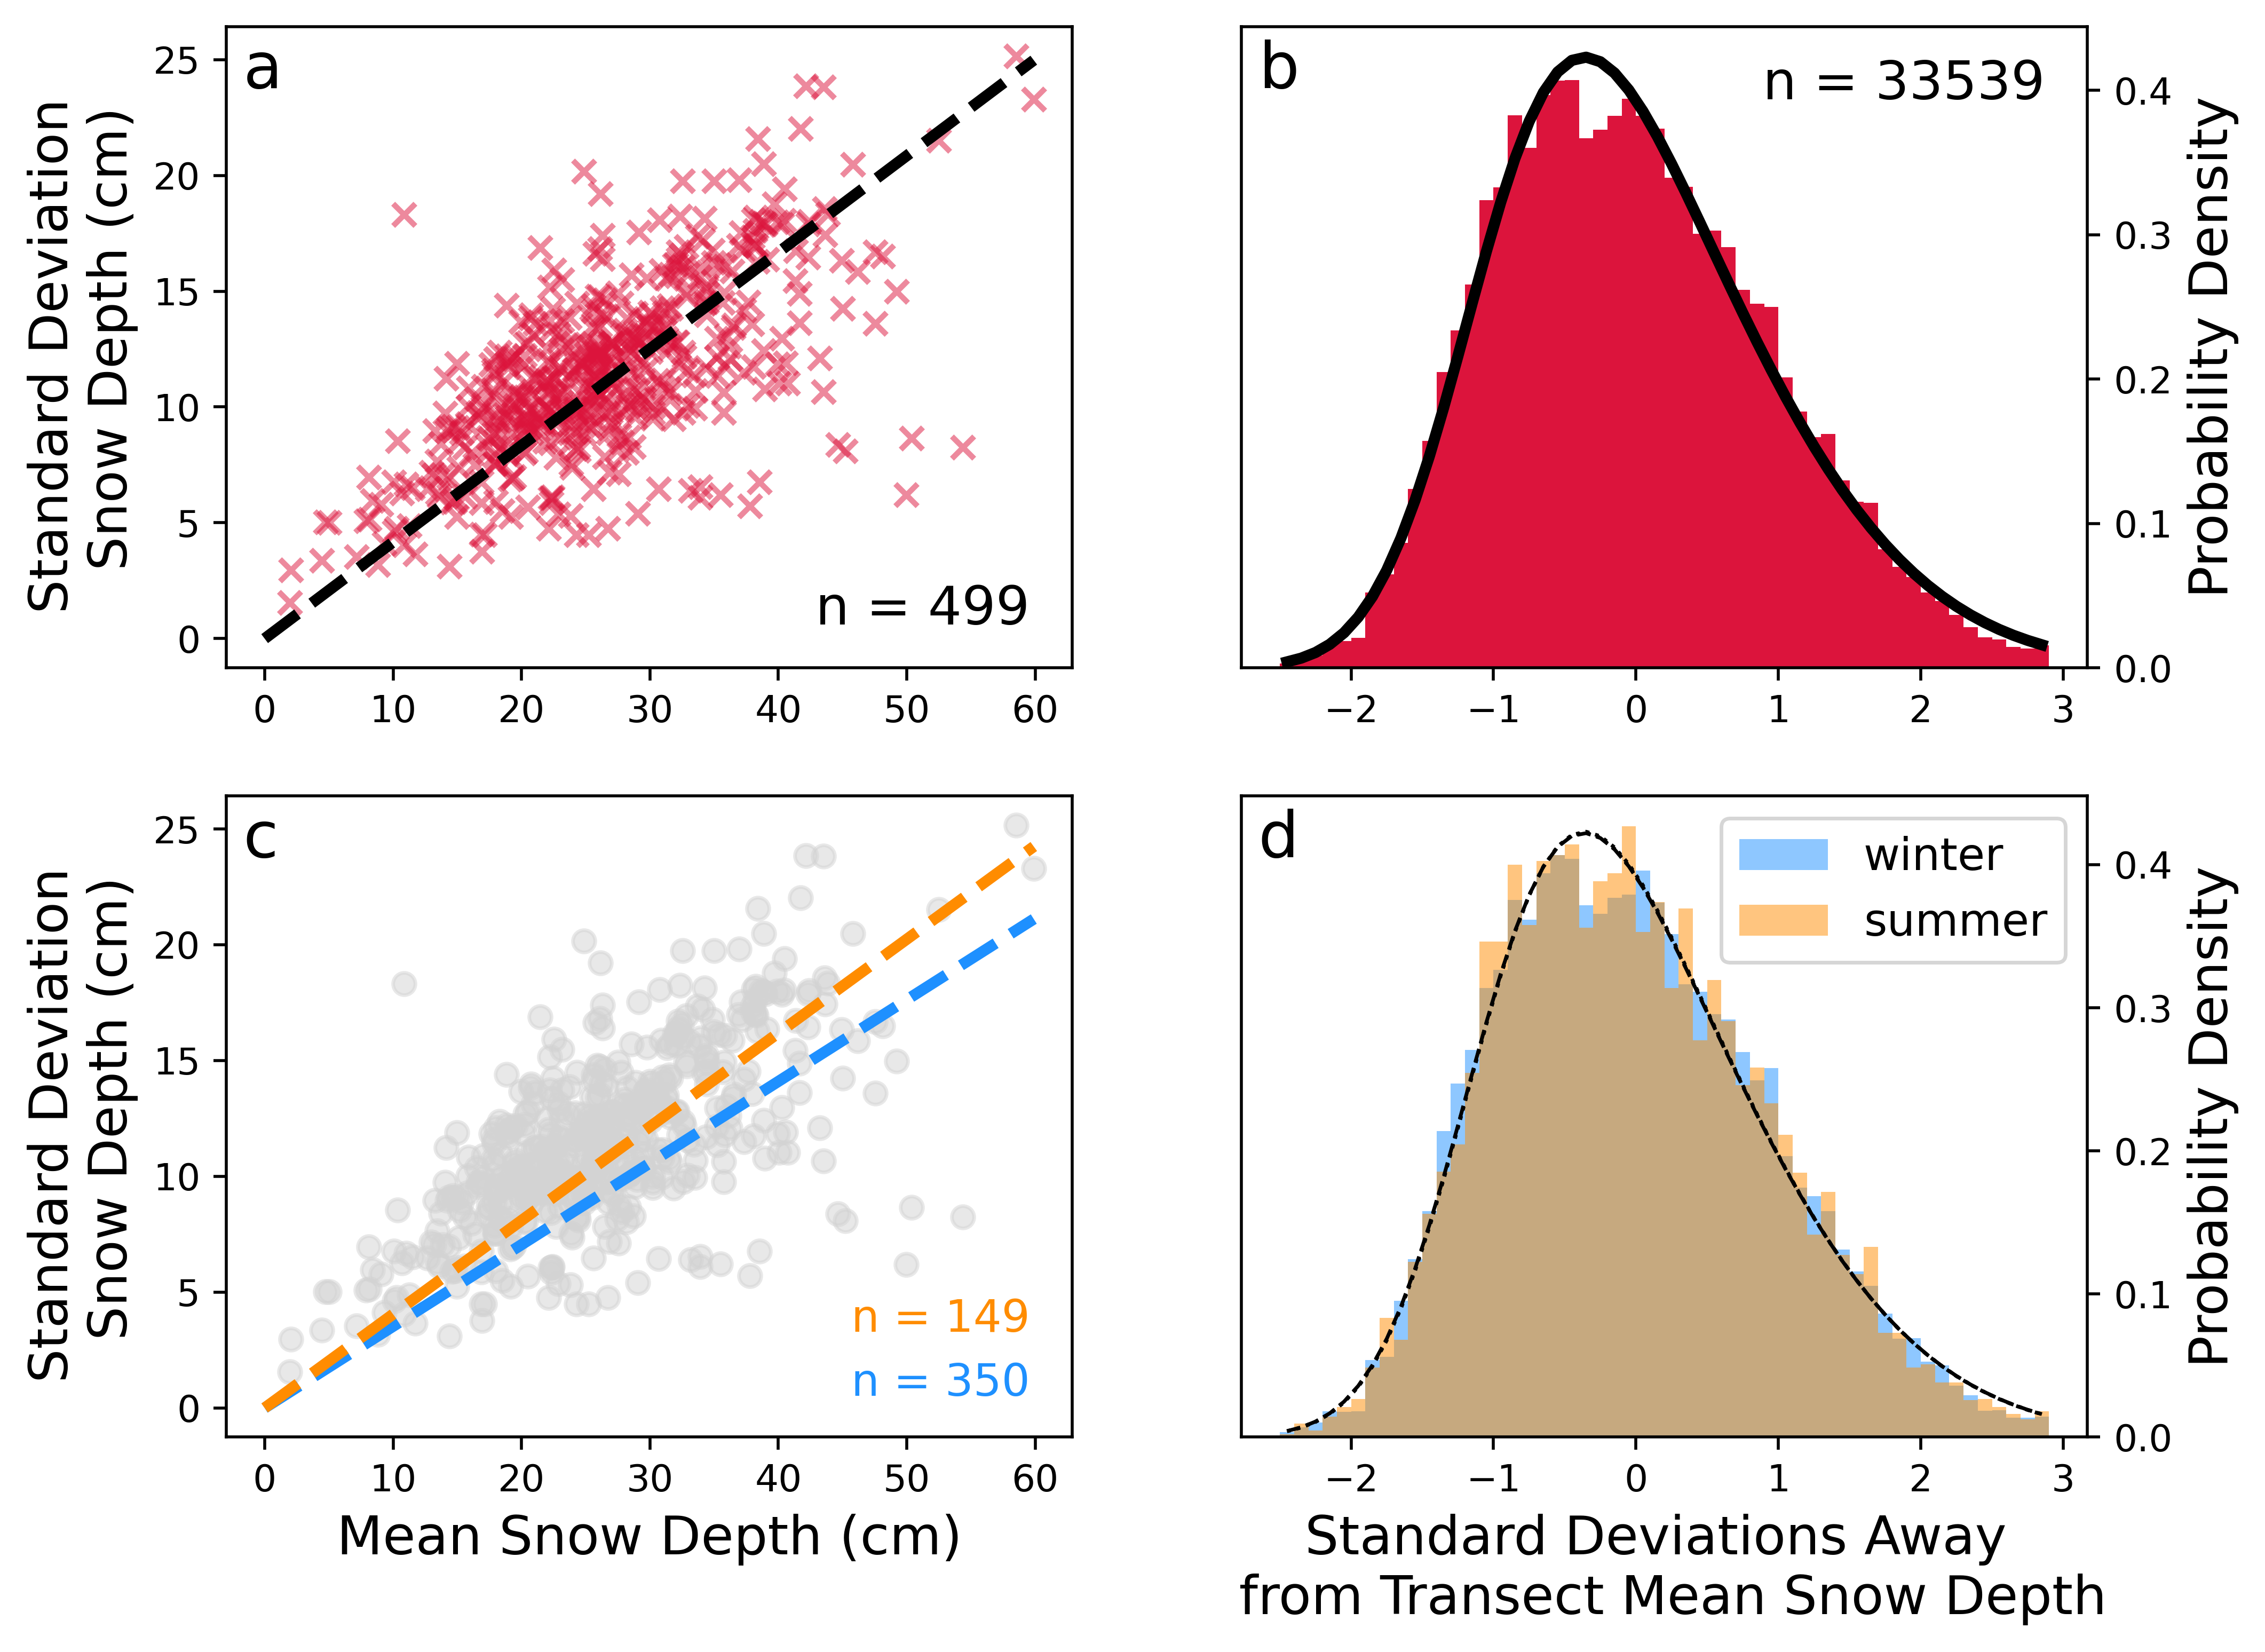 a
Standard Deviation
Snow Depth (cm)
25
20
15
10
5
0
n = 499
0 10 20 30 40 50 60
b
n = 33539
0.4
0.3
0.2
0.1
0.0
Probability Density
−2 −1 0 1 2 3
c
Standard Deviation
Snow Depth (cm)
25
20
15
10
5
0
n = 149
n = 350
0 10 20 30 40 50 60
Mean Snow Depth (cm)
d
winter
summer
0.4
0.3
0.2
0.1
0.0
Probability Density
−2 −1 0 1 2 3
Standard Deviations Away
from Transect Mean Snow Depth